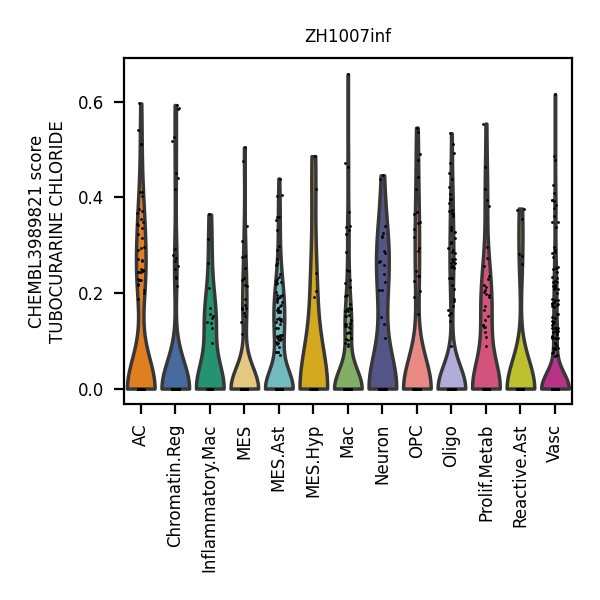 ZH1007inf
CHEMBL3989821 score
TUBOCURARINE CHLORIDE
0.6
0.4
0.2
0.0
AC
Chromatin.Reg
Inflammatory.Mac
MES
MES.Ast
MES.Hyp
Mac
Neuron
OPC
Oligo
Prolif.Metab
Reactive.Ast
Vasc